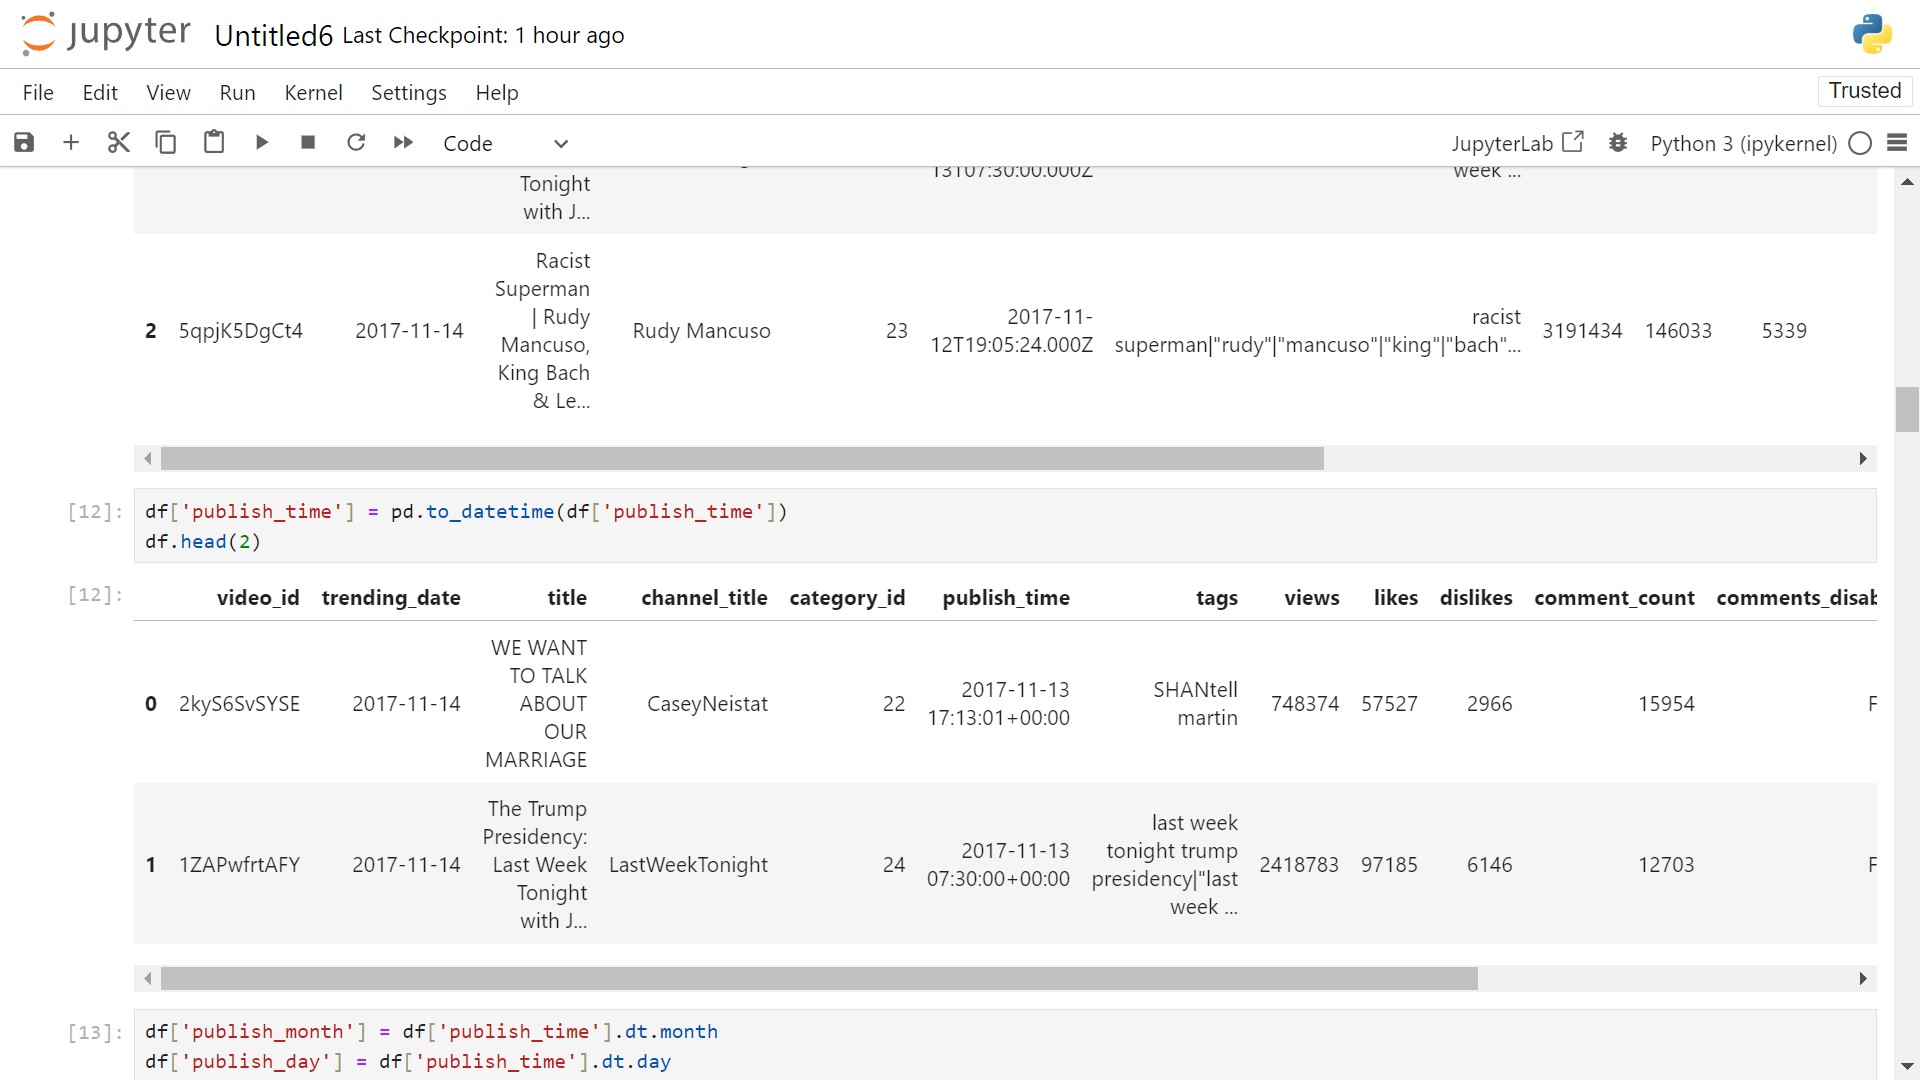 jupyter Untitled6 Last Checkpoint: 1 hour ago
File Edit View Run Kernel Settings Help Trusted
Code JupyterLab Python 3 (ipykernel)
13T07:30:00.000Z week ...
Tonight
with J...
Racist
Superman
| Rudy
Mancuso,
King Bach
& Le...
2 5qpjK5DgCt4 2017-11-14 Rudy Mancuso 23 2017-11-
12T19:05:24.000Z racist
superman|"rudy"|"mancuso"|"king"|"bach"... 3191434 146033 5339
[12]: df['publish_time'] = pd.to_datetime(df['publish_time'])
df.head(2)
[12]: video_id trending_date title channel_title category_id publish_time tags views likes dislikes comment_count comments_disab
0 2kyS6SvSYSE 2017-11-14 WE WANT
TO TALK
ABOUT
OUR
MARRIAGE
CaseyNeistat 22 2017-11-13
17:13:01+00:00 SHANtell
martin 748374 57527 2966 15954 F
1 1ZAPwfrtAFY 2017-11-14 The Trump
Presidency:
Last Week
Tonight
with J...
LastWeekTonight 24 2017-11-13
07:30:00+00:00 last week
tonight trump
presidency|"last
week ... 2418783 97185 6146 12703 F
[13]: df['publish_month'] = df['publish_time'].dt.month
df['publish_day'] = df['publish_time'].dt.day